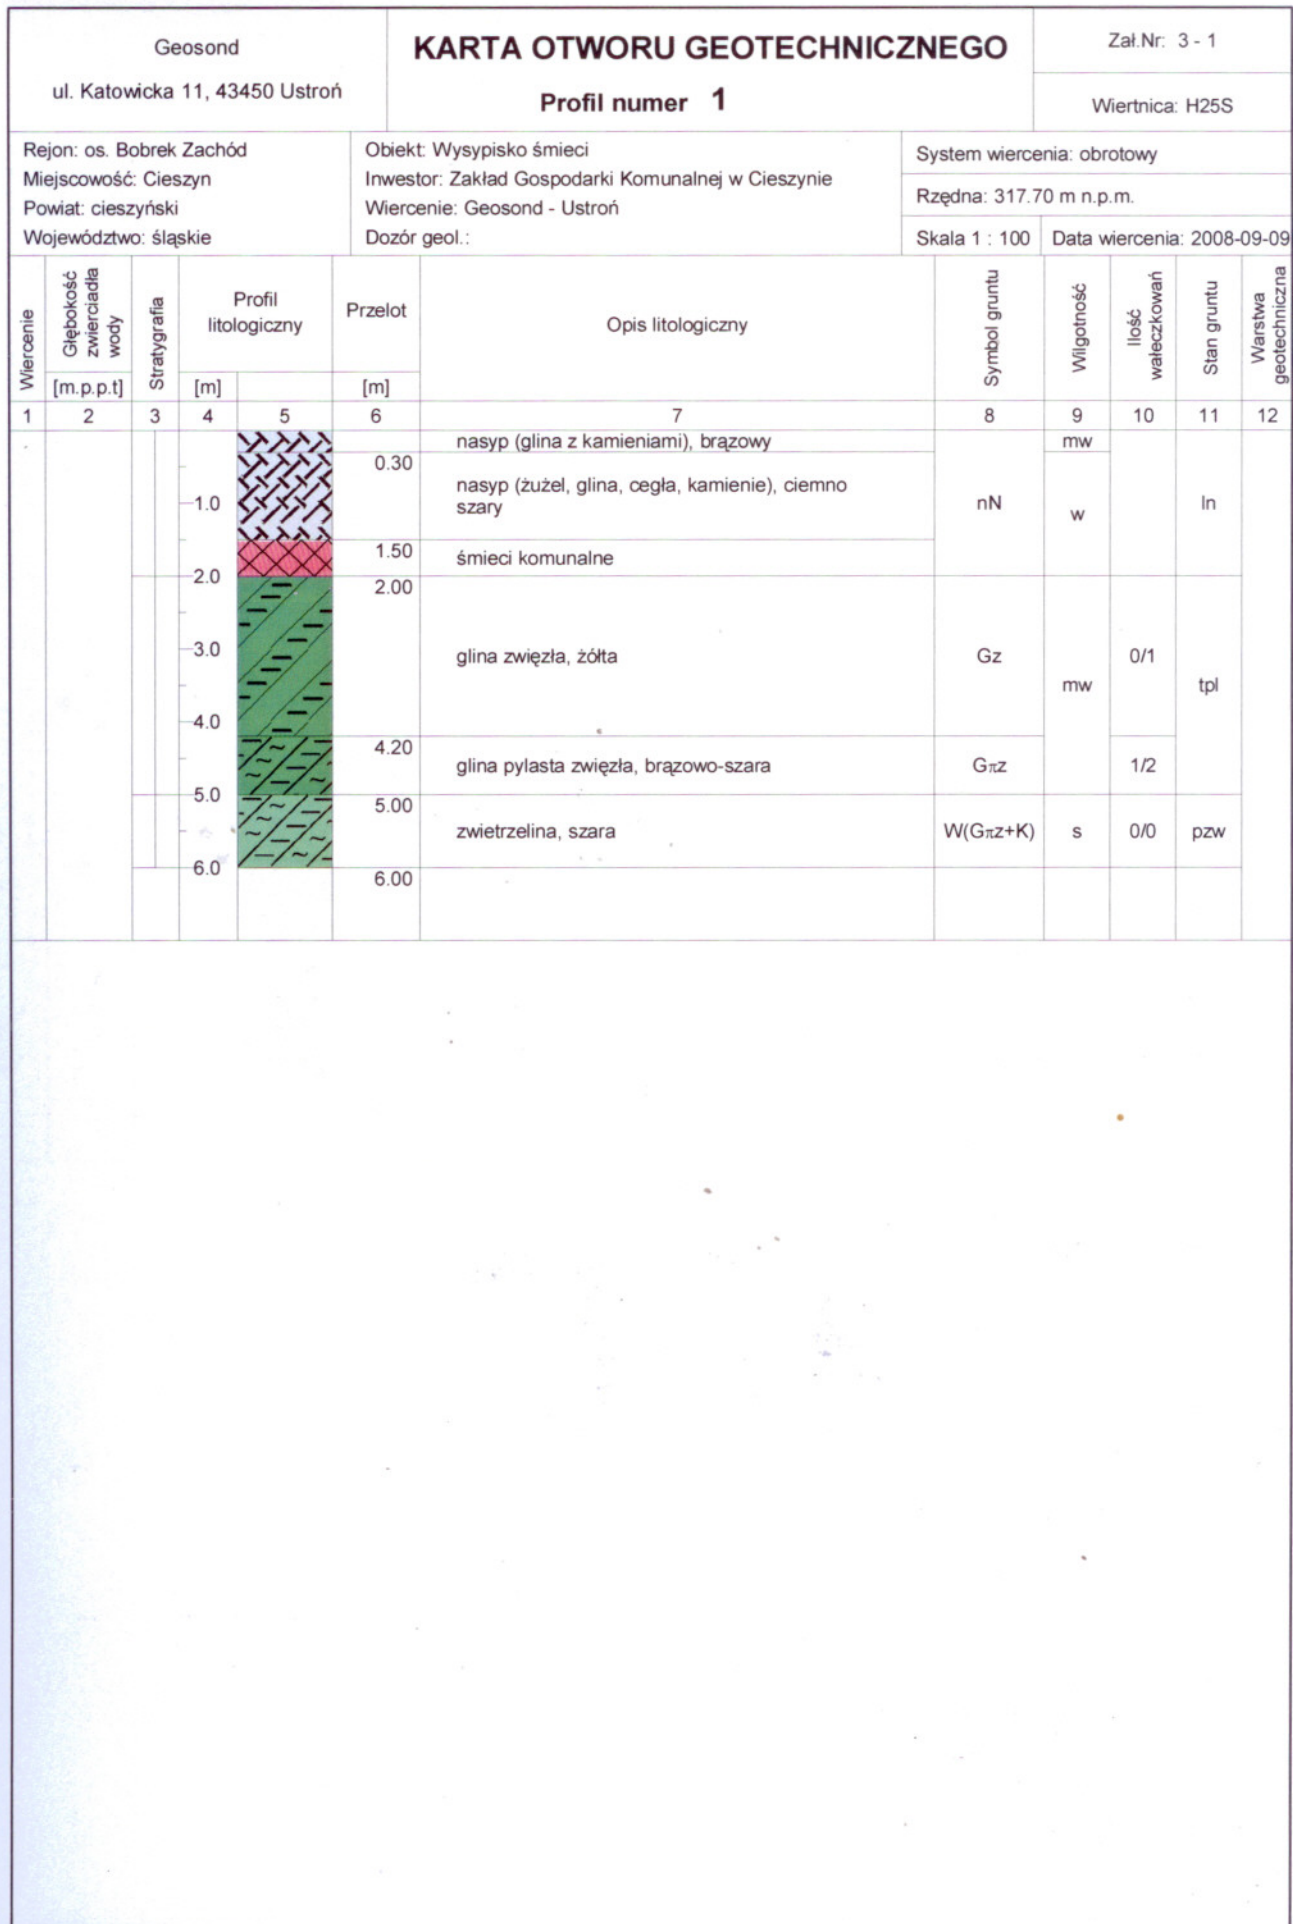 Geosond
ul. Katowicka 11, 43450 Ustroń
KARTA OTWORU GEOTECHNICZNEGO
Profil numer 1
Zał.Nr: 3 - 1
Wiertnica: H25S
Rejon: os. Bobrek Zachód
Miejscowość: Cieszyn
Powiat: cieszyński
Województwo: śląskie
Obiekt: Wysypisko śmieci
Inwestor: Zakład Gospodarki Komunalnej w Cieszynie
Wiercenie: Geosond - Ustroń
Dozór geol.:
System wiercenia: obrotowy
Rzędna: 317.70 m n.p.m.
Skala 1 : 100
Data wiercenia: 2008-09-09
Wiercenie
Głębokość
zwierciadła
wody
[m.p.p.t]
Stratygrafia
Profil
litologiczny
[m]
Przelot
[m]
Opis litologiczny
Symbol gruntu
Wilgotność
Ilość
wałeczkowań
Stan gruntu
Warstwa
geotechniczna
1 2 3 4 5 6 7 8 9 10 11 12
nasyp (glina z kamieniami), brązowy mw
0.30
nasyp (żużel, glina, cegła, kamienie), ciemno
szary
1.0
nN
w
ln
1.50
śmieci komunalne
2.0
2.00
3.0
glina zwięzła, żółta Gz 0/1
mw
tpl
4.0
4.20
glina pylasta zwięzła, brązowo-szara Gπz 1/2
5.0
5.00
zwietrzelina, szara W(Gπz+K) s 0/0 pzw
6.0
6.00